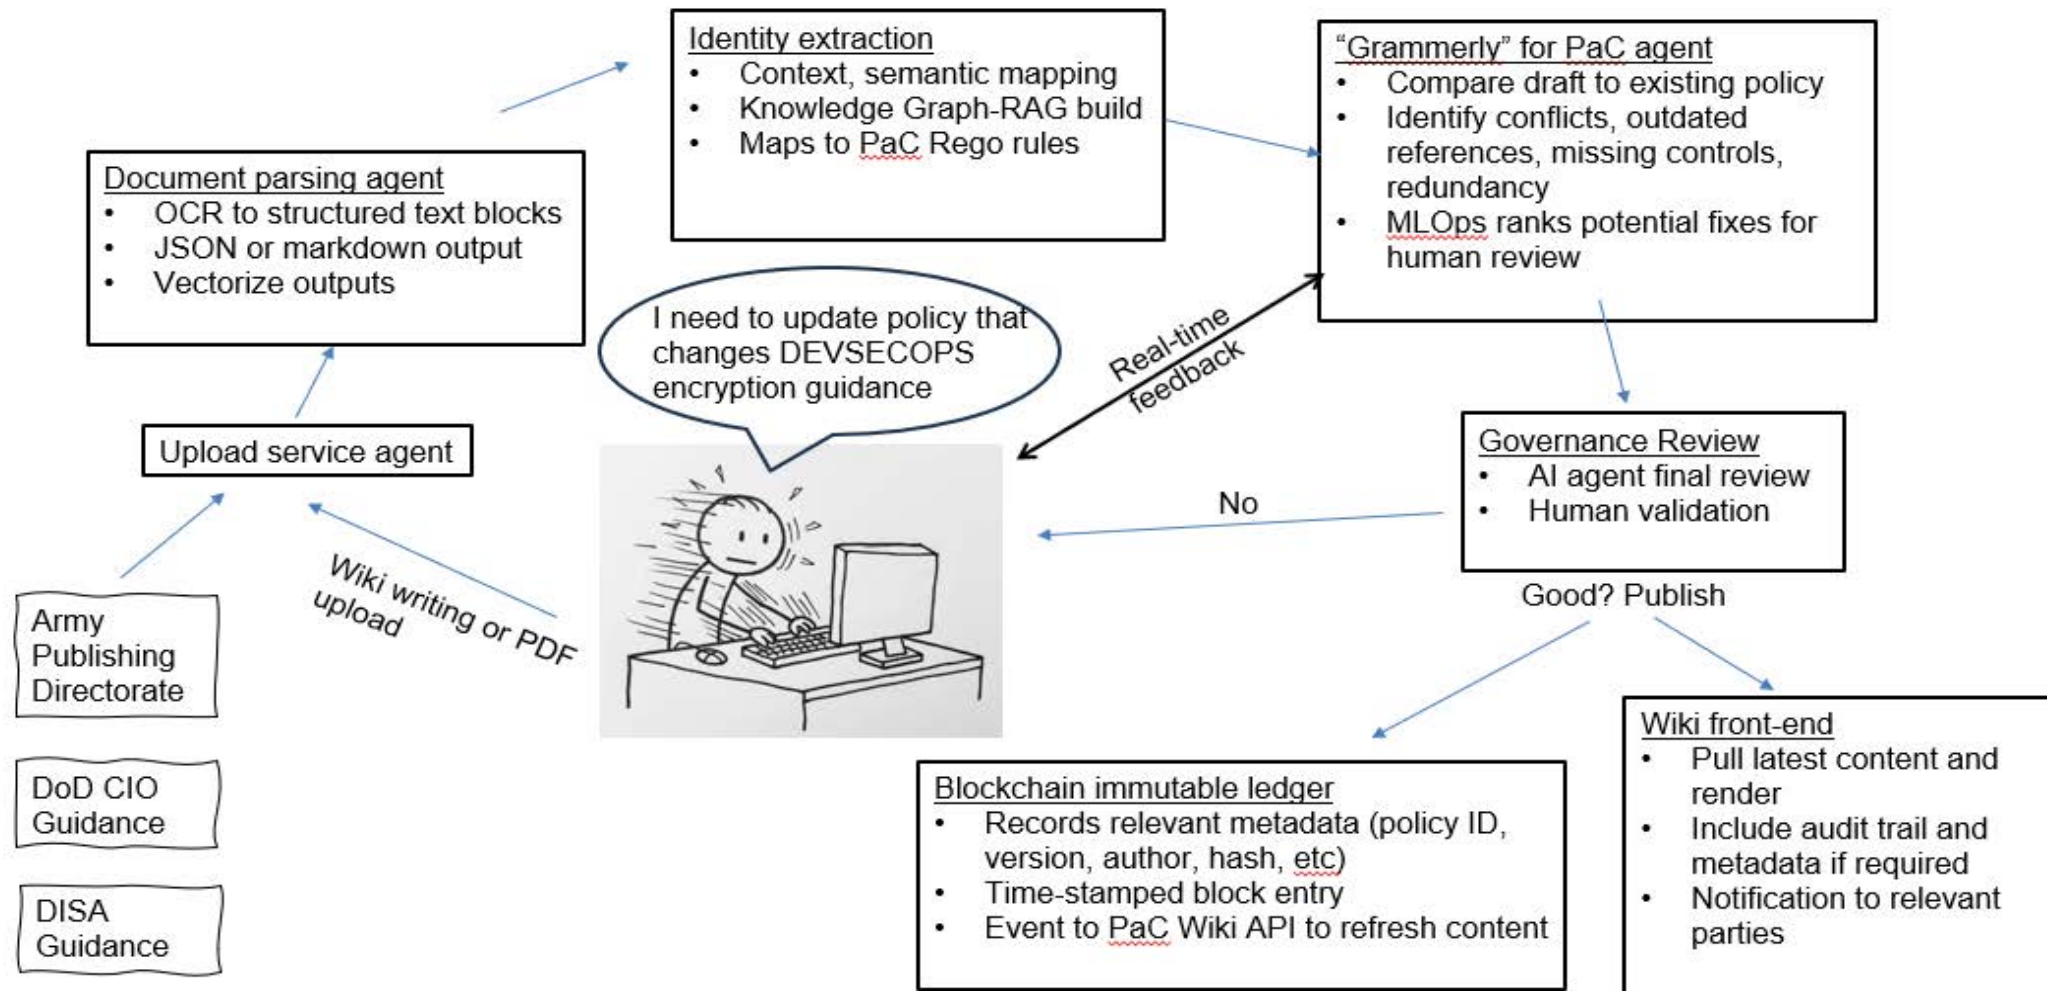 Identity extraction
• Context, semantic mapping
• Knowledge Graph-RAG build
• Maps to PaC Rego rules
“Grammerly” for PaC agent
• Compare draft to existing policy
• Identify conflicts, outdated
references, missing controls,
redundancy
• MLOps ranks potential fixes for
human review
Document parsing agent
• OCR to structured text blocks
• JSON or markdown output
• Vectorize outputs
I need to update policy that
changes DEVSECOPS
encryption guidance
Real-time
feedback
Upload service agent
Governance Review
• AI agent final review
• Human validation
No
Wiki writing or PDF
upload
Good? Publish
Army
Publishing
Directorate
DoD CIO
Guidance
DISA
Guidance
Blockchain immutable ledger
• Records relevant metadata (policy ID,
version, author, hash, etc)
• Time-stamped block entry
• Event to PaC Wiki API to refresh content
Wiki front-end
• Pull latest content and
render
• Include audit trail and
metadata if required
• Notification to relevant
parties